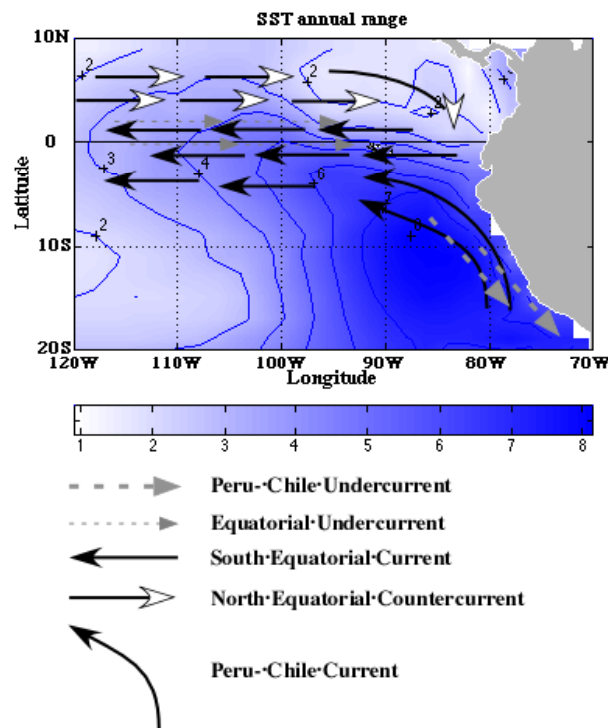 SST annual range
10N
0
10S
20S
Latitude
2
2
2
3
4
6
7
8
2
120W 110W 100W 90W 80W 70W
Longitude
1 2 3 4 5 6 7 8
Peru-·Chile·Undercurrent
Equatorial·Undercurrent
South·Equatorial·Current
North·Equatorial·Countercurrent
Peru-·Chile·Current